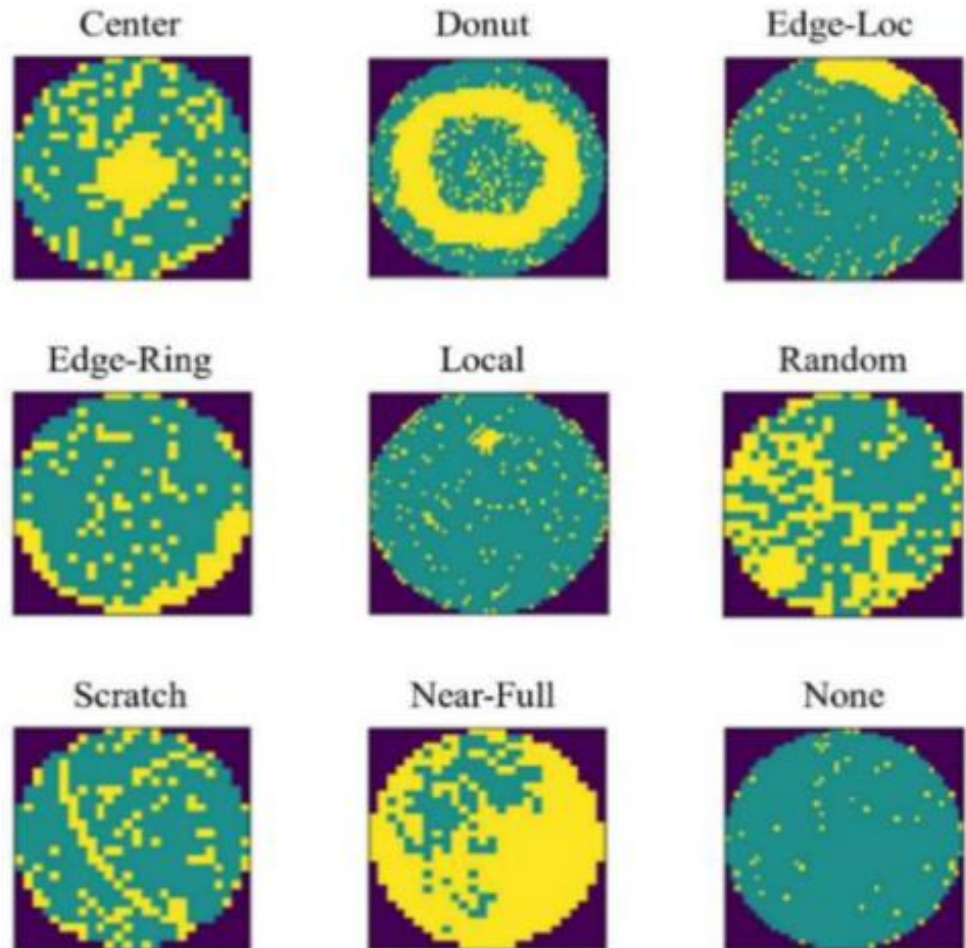 Center
Donut
Edge-Loc
Edge-Ring
Local
Random
Scratch
Near-Full
None